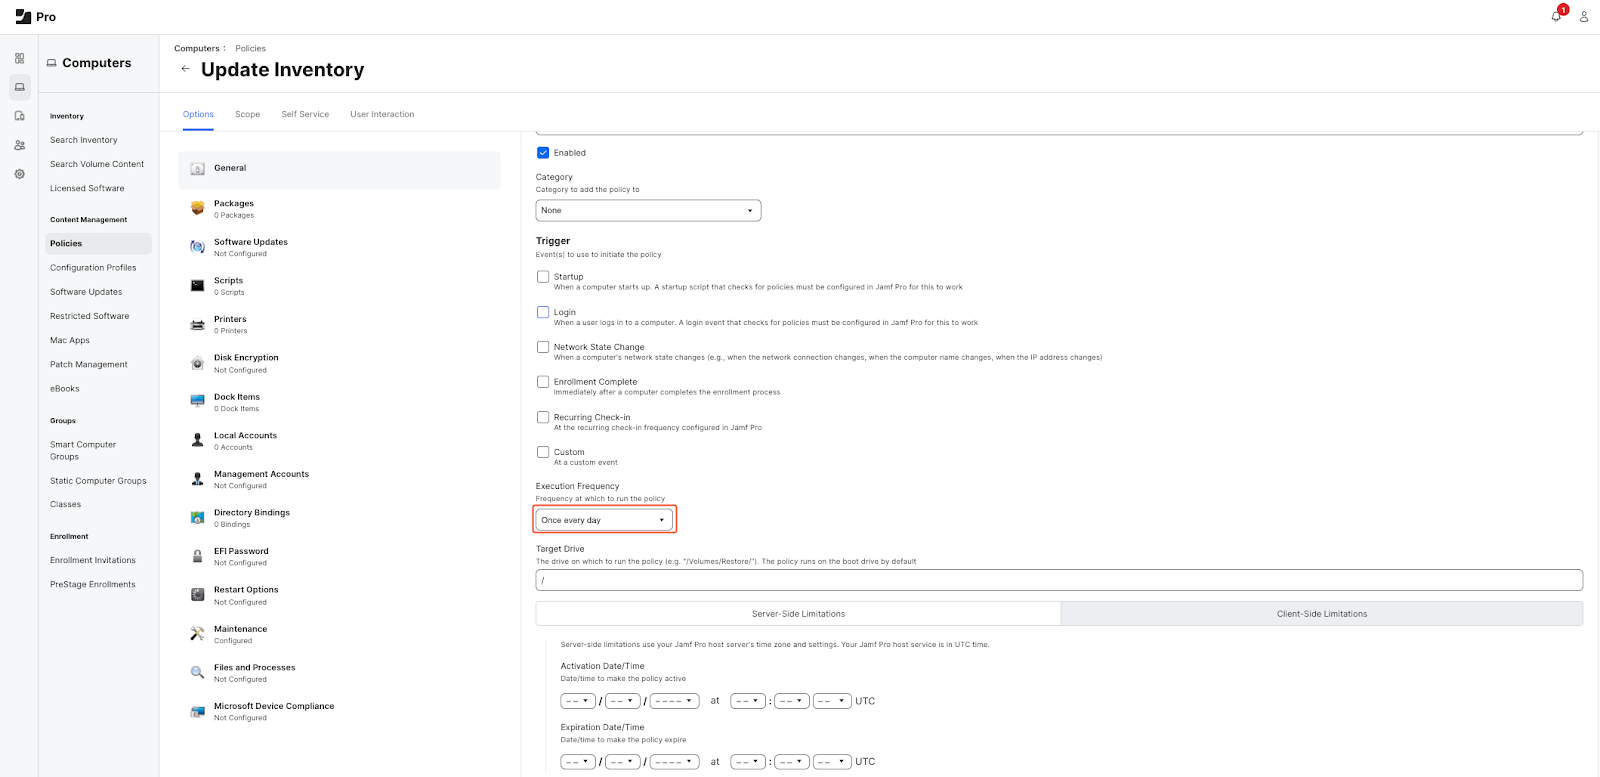 Pro
1
Computers
Inventory
Search Inventory
Search Volume Content
Licensed Software
Content Management
Policies
Configuration Profiles
Software Updates
Restricted Software
Mac Apps
Patch Management
eBooks
Groups
Smart Computer
Groups
Static Computer Groups
Classes
Enrollment
Enrollment Invitations
PreStage Enrollments
Computers : Policies
← Update Inventory
Options Scope Self Service User Interaction
General
Packages
0 Packages
Software Updates
Not Configured
Scripts
0 Scripts
Printers
0 Printers
Disk Encryption
Not Configured
Dock Items
0 Dock Items
Local Accounts
0 Accounts
Management Accounts
Not Configured
Directory Bindings
0 Bindings
EFI Password
Not Configured
Restart Options
Not Configured
Maintenance
Configured
Files and Processes
Not Configured
Microsoft Device Compliance
Not Configured
Enabled
Category
Category to add the policy to
None
Trigger
Event(s) to use to initiate the policy
Startup
When a computer starts up. A startup script that checks for policies must be configured in Jamf Pro for this to work
Login
When a user logs in to a computer. A login event that checks for policies must be configured in Jamf Pro for this to work
Network State Change
When a computer's network state changes (e.g., when the network connection changes, when the computer name changes, when the IP address changes)
Enrollment Complete
Immediately after a computer completes the enrollment process
Recurring Check-in
At the recurring check-in frequency configured in Jamf Pro
Custom
At a custom event
Execution Frequency
Frequency at which to run the policy
Once every day
Target Drive
The drive on which to run the policy (e.g. "/Volumes/Restore/"). The policy runs on the boot drive by default
/
Server-Side Limitations Client-Side Limitations
Server-side limitations use your Jamf Pro host server's time zone and settings. Your Jamf Pro host service is in UTC time.
Activation Date/Time
Date/time to make the policy active
-- / -- / ---- at -- : -- -- UTC
Expiration Date/Time
Date/time to make the policy expire
-- / -- / ---- at -- : -- -- UTC